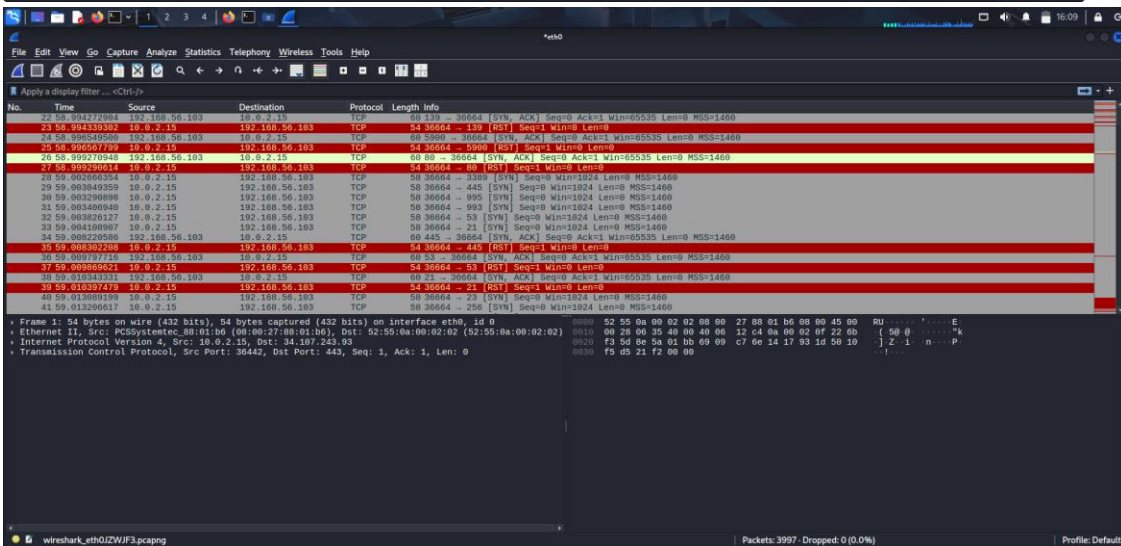 1 2 3 4 16:09
*eth0
File Edit View Go Capture Analyze Statistics Telephony Wireless Tools Help
Apply a display filter ... <Ctrl-/>
No. Time Source Destination Protocol Length Info
22 58.994272904 192.168.56.103 10.0.2.15 TCP 60 139 → 36664 [SYN, ACK] Seq=0 Ack=1 Win=65535 Len=0 MSS=1460
23 58.994339302 10.0.2.15 192.168.56.103 TCP 54 36664 → 139 [RST] Seq=1 Win=0 Len=0
24 58.996549500 192.168.56.103 10.0.2.15 TCP 60 5900 → 36664 [SYN, ACK] Seq=0 Ack=1 Win=65535 Len=0 MSS=1460
25 58.996567799 10.0.2.15 192.168.56.103 TCP 54 36664 → 5900 [RST] Seq=1 Win=0 Len=0
26 58.999270948 192.168.56.103 10.0.2.15 TCP 60 80 → 36664 [SYN, ACK] Seq=0 Ack=1 Win=65535 Len=0 MSS=1460
27 58.999290614 10.0.2.15 192.168.56.103 TCP 54 36664 → 80 [RST] Seq=1 Win=0 Len=0
28 59.002666354 10.0.2.15 192.168.56.103 TCP 58 36664 → 3389 [SYN] Seq=0 Win=1024 Len=0 MSS=1460
29 59.003049359 10.0.2.15 192.168.56.103 TCP 58 36664 → 445 [SYN] Seq=0 Win=1024 Len=0 MSS=1460
30 59.003290898 10.0.2.15 192.168.56.103 TCP 58 36664 → 995 [SYN] Seq=0 Win=1024 Len=0 MSS=1460
31 59.003406940 10.0.2.15 192.168.56.103 TCP 58 36664 → 993 [SYN] Seq=0 Win=1024 Len=0 MSS=1460
32 59.003826127 10.0.2.15 192.168.56.103 TCP 58 36664 → 53 [SYN] Seq=0 Win=1024 Len=0 MSS=1460
33 59.004108907 10.0.2.15 192.168.56.103 TCP 58 36664 → 21 [SYN] Seq=0 Win=1024 Len=0 MSS=1460
34 59.008220586 192.168.56.103 10.0.2.15 TCP 60 445 → 36664 [SYN, ACK] Seq=0 Ack=1 Win=65535 Len=0 MSS=1460
35 59.008302208 10.0.2.15 192.168.56.103 TCP 54 36664 → 445 [RST] Seq=1 Win=0 Len=0
36 59.009797716 192.168.56.103 10.0.2.15 TCP 60 53 → 36664 [SYN, ACK] Seq=0 Ack=1 Win=65535 Len=0 MSS=1460
37 59.009869621 10.0.2.15 192.168.56.103 TCP 54 36664 → 53 [RST] Seq=1 Win=0 Len=0
38 59.010343331 192.168.56.103 10.0.2.15 TCP 60 21 → 36664 [SYN, ACK] Seq=0 Ack=1 Win=65535 Len=0 MSS=1460
39 59.010397479 10.0.2.15 192.168.56.103 TCP 54 36664 → 21 [RST] Seq=1 Win=0 Len=0
40 59.013089199 10.0.2.15 192.168.56.103 TCP 58 36664 → 23 [SYN] Seq=0 Win=1024 Len=0 MSS=1460
41 59.013206617 10.0.2.15 192.168.56.103 TCP 58 36664 → 256 [SYN] Seq=0 Win=1024 Len=0 MSS=1460
Frame 1: 54 bytes on wire (432 bits), 54 bytes captured (432 bits) on interface eth0, id 0
Ethernet II, Src: PCSSystemtec_88:01:b6 (08:00:27:88:01:b6), Dst: 52:55:0a:00:02:02 (52:55:0a:00:02:02)
Internet Protocol Version 4, Src: 10.0.2.15, Dst: 34.107.243.93
Transmission Control Protocol, Src Port: 36442, Dst Port: 443, Seq: 1, Ack: 1, Len: 0
0000 52 55 0a 00 02 02 08 00 27 88 01 b6 08 00 45 00 RU······ '·····E·
0010 00 28 06 35 40 00 40 06 12 c4 0a 00 02 0f 22 6b ·(·5@·@· ······"k
0020 f3 5d 8e 5a 01 bb 69 09 c7 6e 14 17 93 1d 50 10 ·]·Z··i· ·n····P·
0030 f5 d5 21 f2 00 00 ··!···
wireshark_eth0JZWJF3.pcapng Packets: 3997 · Dropped: 0 (0.0%) Profile: Default